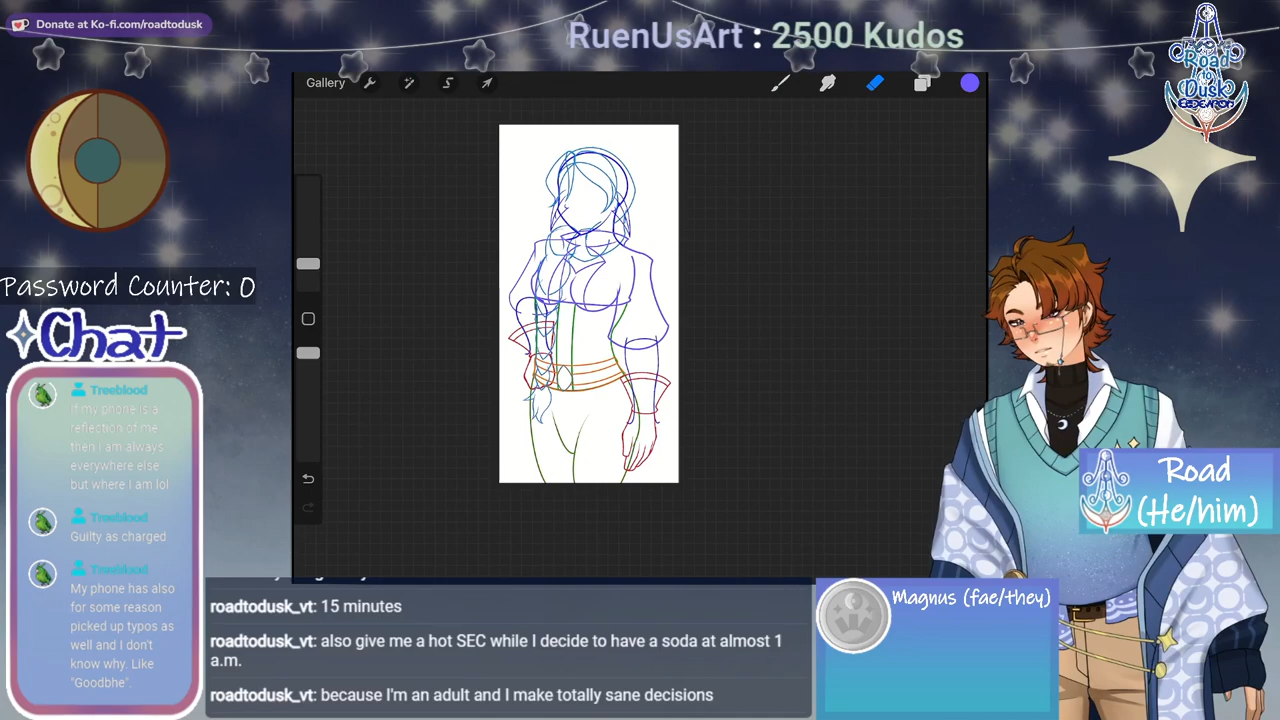 Donate at Ko-fi.com/roadtodusk
RuenUsArt : 2500 Kudos
Road
to
Dusk
Gallery
Password Counter: 0
Chat
Treeblood
If my phone is a
reflection of me
then i am always
everywhere else
but where I am lol
Treeblood
Guilty as charged
Treeblood
My phone has also
for some reason
picked up typos as
well and I don't
know why. LIke
"Goodbhe".
roadtodusk_vt: 15 minutes
roadtodusk_vt: also give me a hot SEC while I decide to have a soda at almost 1
a.m.
roadtodusk_vt: because I'm an adult and I make totally sane decisions
Magnus (fae/they)
Road
(He/him)